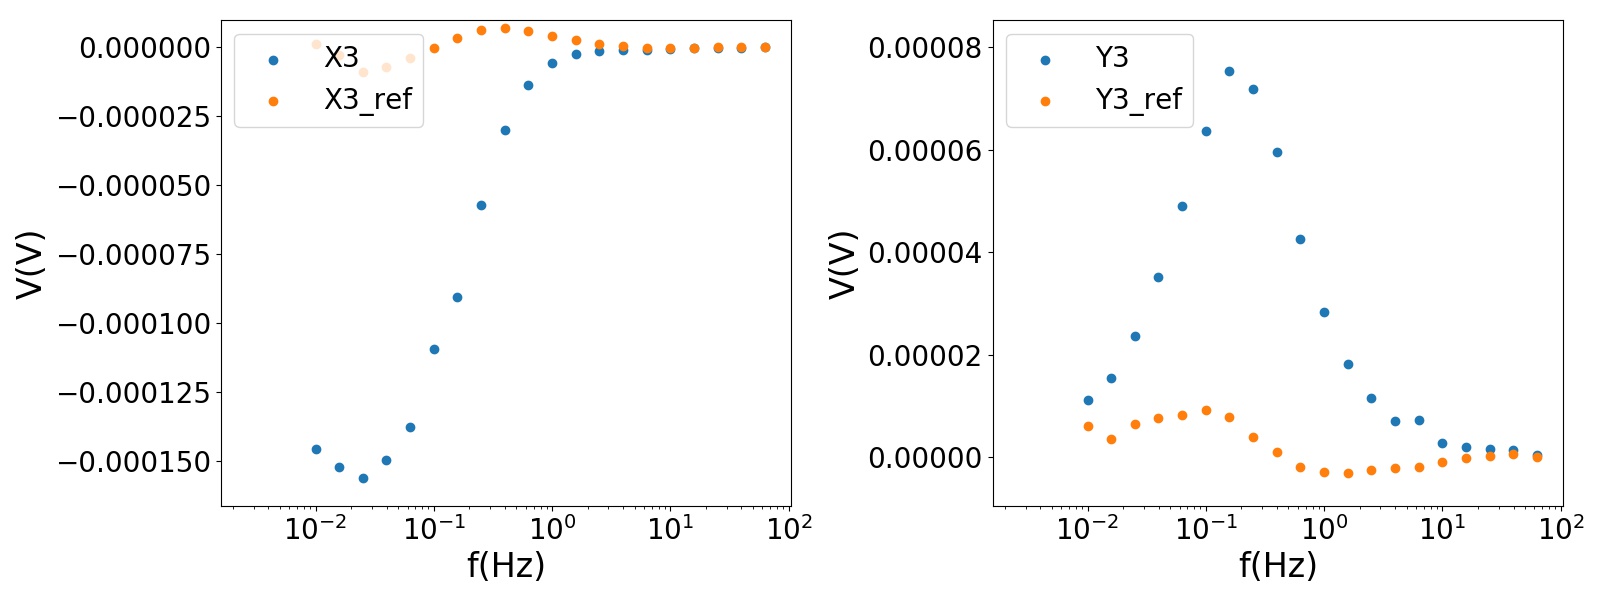 0.000000
−0.000025
−0.000050
−0.000075
−0.000100
−0.000125
−0.000150
V(V)
X3
X3_ref
10⁻² 10⁻¹ 10⁰ 10¹ 10²
f(Hz)
0.00008
0.00006
0.00004
0.00002
0.00000
V(V)
Y3
Y3_ref
10⁻² 10⁻¹ 10⁰ 10¹ 10²
f(Hz)